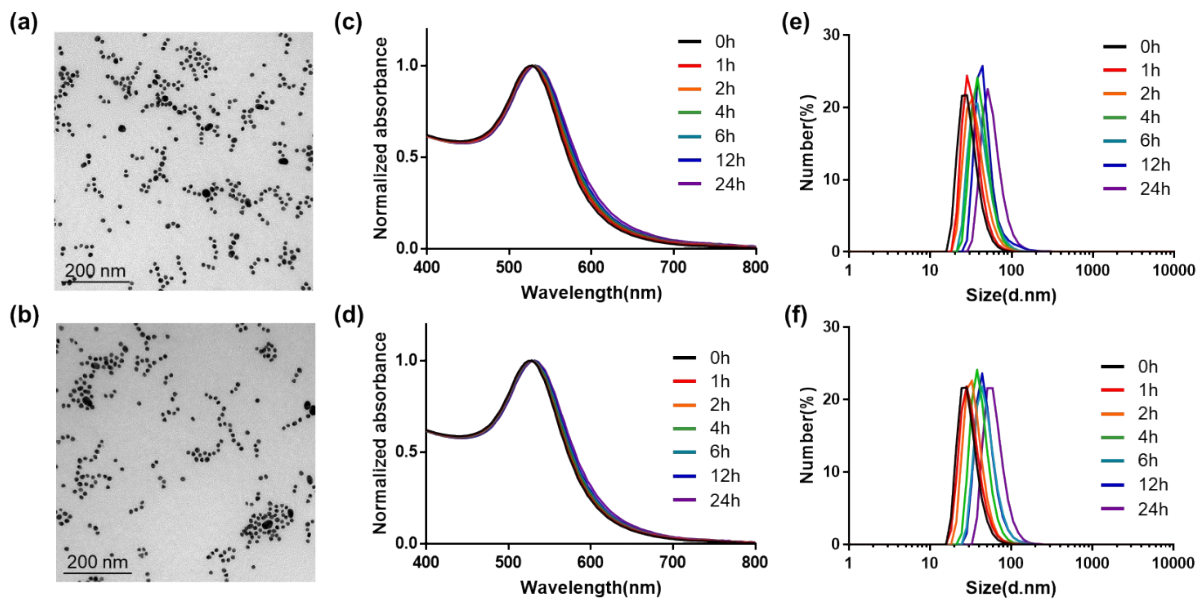 (a)
200 nm
(b)
200 nm
(c)
Normalized absorbance
1.0
0.5
0.0
400
500
600
700
800
Wavelength(nm)
0h
1h
2h
4h
6h
12h
24h
(d)
Normalized absorbance
1.0
0.5
0.0
400
500
600
700
800
Wavelength(nm)
0h
1h
2h
4h
6h
12h
24h
(e)
Number(%)
30
20
10
0
1
10
100
1000
10000
Size(d.nm)
0h
1h
2h
4h
6h
12h
24h
(f)
Number(%)
30
20
10
0
1
10
100
1000
10000
Size(d.nm)
0h
1h
2h
4h
6h
12h
24h